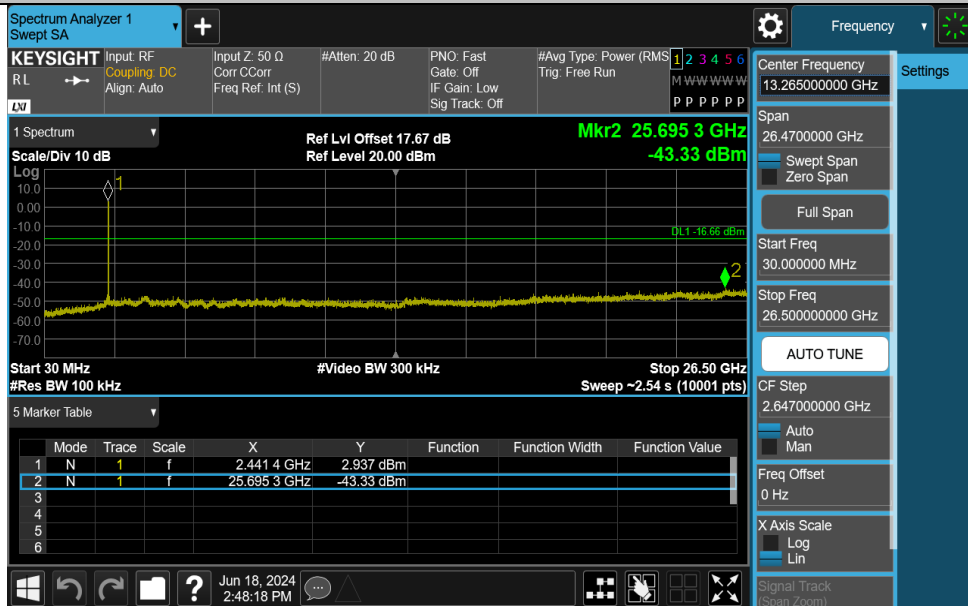 Spectrum Analyzer 1
Swept SA
+
Frequency
KEYSIGHT
RL
LXI
Input: RF
Coupling: DC
Align: Auto
Input Z: 50 Ω
Corr CCorr
Freq Ref: Int (S)
#Atten: 20 dB
PNO: Fast
Gate: Off
IF Gain: Low
Sig Track: Off
#Avg Type: Power (RMS
Trig: Free Run
1 2 3 4 5 6
M W W W W W
P P P P P P
1 Spectrum
Scale/Div 10 dB
Log
Ref Lvl Offset 17.67 dB
Ref Level 20.00 dBm
Mkr2 25.695 3 GHz
-43.33 dBm
10.0
0.00
-10.0
-20.0
-30.0
-40.0
-50.0
-60.0
-70.0
1
DL1 -16.66 dBm
2
Start 30 MHz
#Video BW 300 kHz
Stop 26.50 GHz
#Res BW 100 kHz
Sweep ~2.54 s (10001 pts)
5 Marker Table
Mode Trace Scale X Y Function Function Width Function Value
1 N 1 f 2.441 4 GHz 2.937 dBm
2 N 1 f 25.695 3 GHz -43.33 dBm
3
4
5
6
?
Jun 18, 2024
2:48:18 PM
Center Frequency
13.265000000 GHz
Settings
Span
26.4700000 GHz
Swept Span
Zero Span
Full Span
Start Freq
30.000000 MHz
Stop Freq
26.500000000 GHz
AUTO TUNE
CF Step
2.647000000 GHz
Auto
Man
Freq Offset
0 Hz
X Axis Scale
Log
Lin
Signal Track
(Span Zoom)